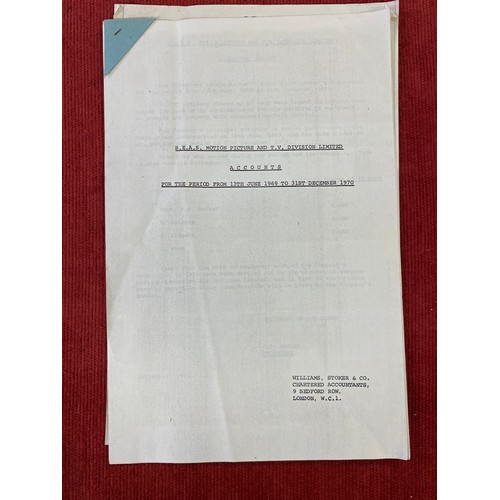 B.E.A.S. MOTION PICTURE AND T.V. DIVISION LIMITED
A C C O U N T S
FOR THE PERIOD FROM 13TH JUNE 1969 TO 31ST DECEMBER 1970
WILLIAMS, STOKER & CO.
CHARTERED ACCOUNTANTS,
9 BEDFORD ROW,
LONDON, W.C.1.